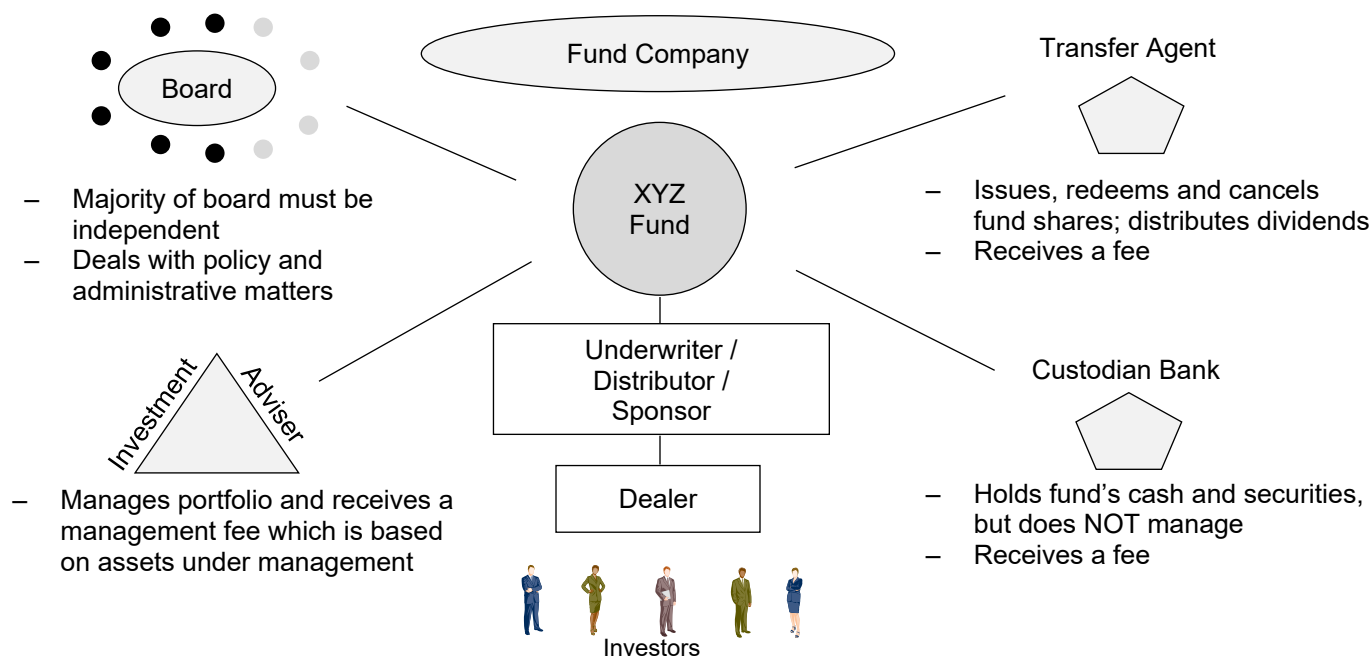 Fund Company
Board
– Majority of board must be
independent
– Deals with policy and
administrative matters
Transfer Agent
– Issues, redeems and cancels
fund shares; distributes dividends
– Receives a fee
XYZ
Fund
Investment
Adviser
– Manages portfolio and receives a
management fee which is based
on assets under management
Underwriter /
Distributor /
Sponsor
Dealer
Investors
Custodian Bank
– Holds fund’s cash and securities,
but does NOT manage
– Receives a fee